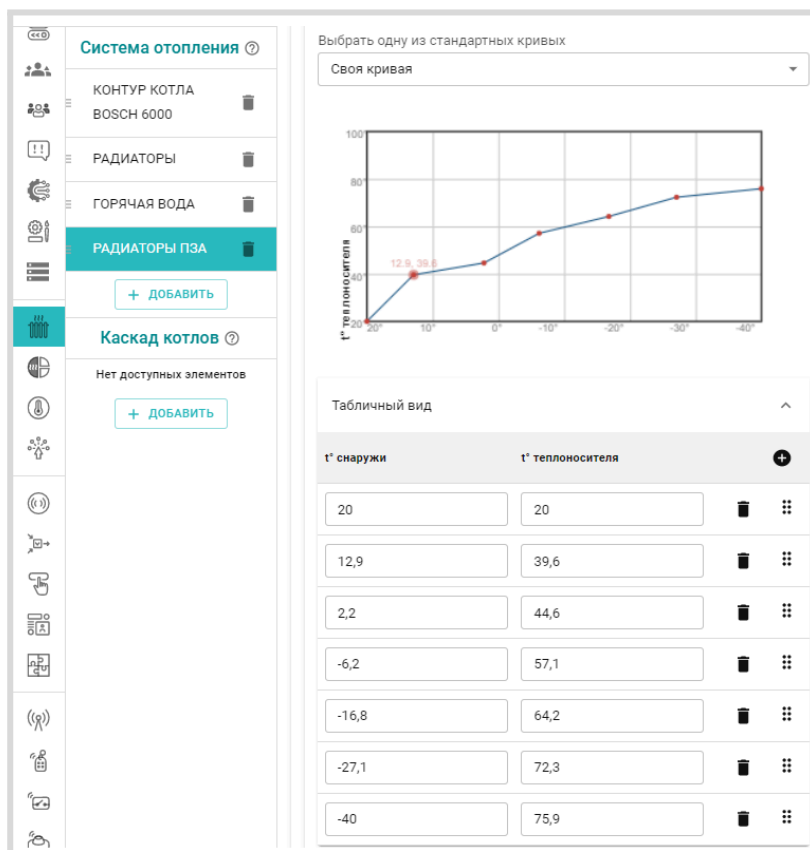 Система отопления
КОНТУР КОТЛА
BOSCH 6000
РАДИАТОРЫ
ГОРЯЧАЯ ВОДА
РАДИАТОРЫ ПЗА
+ ДОБАВИТЬ
Каскад котлов
Нет доступных элементов
+ ДОБАВИТЬ
Выбрать одну из стандартных кривых
Своя кривая
t° теплоносителя
100°
80°
60°
40°
20°
12.9, 39.6
20° 10° 0° -10° -20° -30° -40°
Табличный вид
t° снаружи t° теплоносителя
20 20
12,9 39,6
2,2 44,6
-6,2 57,1
-16,8 64,2
-27,1 72,3
-40 75,9